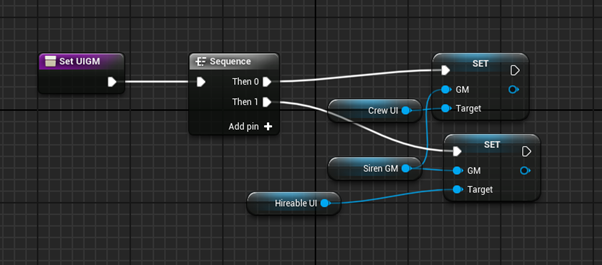 Set UIGM
Sequence
Then 0
Then 1
Add pin
SET
GM
Target
Crew UI
SET
GM
Target
Siren GM
Hireable UI